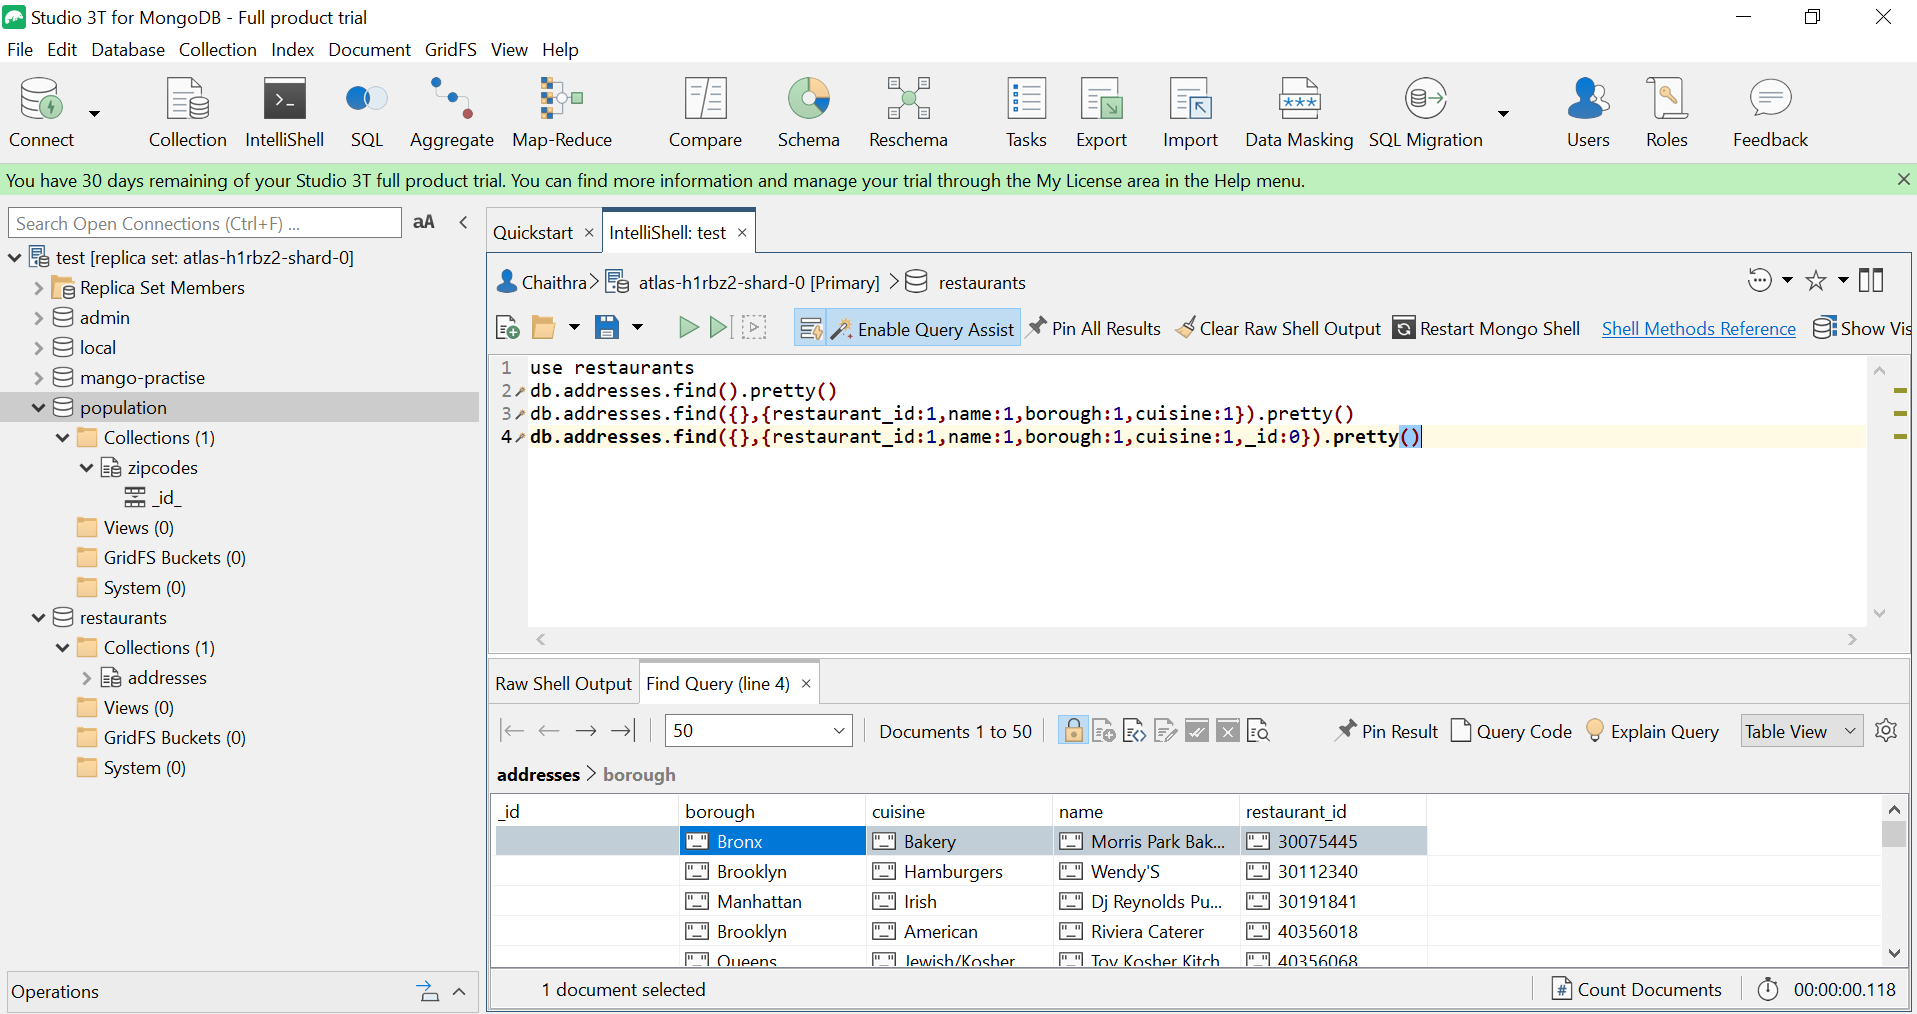 Studio 3T for MongoDB - Full product trial
File Edit Database Collection Index Document GridFS View Help
Connect Collection IntelliShell SQL Aggregate Map-Reduce Compare Schema Reschema Tasks Export Import Data Masking SQL Migration Users Roles Feedback
You have 30 days remaining of your Studio 3T full product trial. You can find more information and manage your trial through the My License area in the Help menu.
Search Open Connections (Ctrl+F) ... aA
test [replica set: atlas-h1rbz2-shard-0]
Replica Set Members
admin
local
mango-practise
population
Collections (1)
zipcodes
_id_
Views (0)
GridFS Buckets (0)
System (0)
restaurants
Collections (1)
addresses
Views (0)
GridFS Buckets (0)
System (0)
Operations
Quickstart IntelliShell: test
Chaithra atlas-h1rbz2-shard-0 [Primary] restaurants
Enable Query Assist Pin All Results Clear Raw Shell Output Restart Mongo Shell Shell Methods Reference Show Vis
1 use restaurants
2 db.addresses.find().pretty()
3 db.addresses.find({},{restaurant_id:1,name:1,borough:1,cuisine:1}).pretty()
4 db.addresses.find({},{restaurant_id:1,name:1,borough:1,cuisine:1,_id:0}).pretty()
Raw Shell Output Find Query (line 4)
50 Documents 1 to 50 Pin Result Query Code Explain Query Table View
addresses > borough
_id borough cuisine name restaurant_id
Bronx Bakery Morris Park Bak... 30075445
Brooklyn Hamburgers Wendy'S 30112340
Manhattan Irish Dj Reynolds Pu... 30191841
Brooklyn American Riviera Caterer 40356018
Queens Jewish/Kosher Tov Kosher Kitch 40356068
1 document selected Count Documents 00:00:00.118